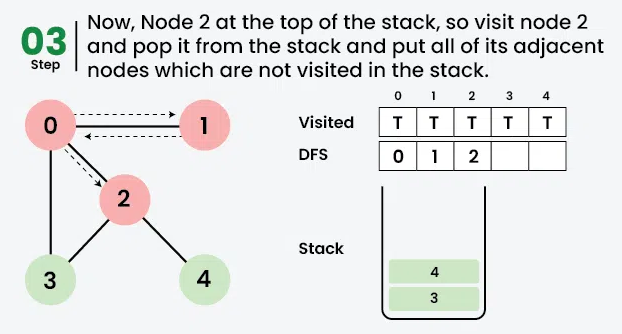 03
Step
Now, Node 2 at the top of the stack, so visit node 2
and pop it from the stack and put all of its adjacent
nodes which are not visited in the stack.
0 1 2 3 4
Visited T T T T T
DFS 0 1 2
0 1
2
3 4
Stack
4
3